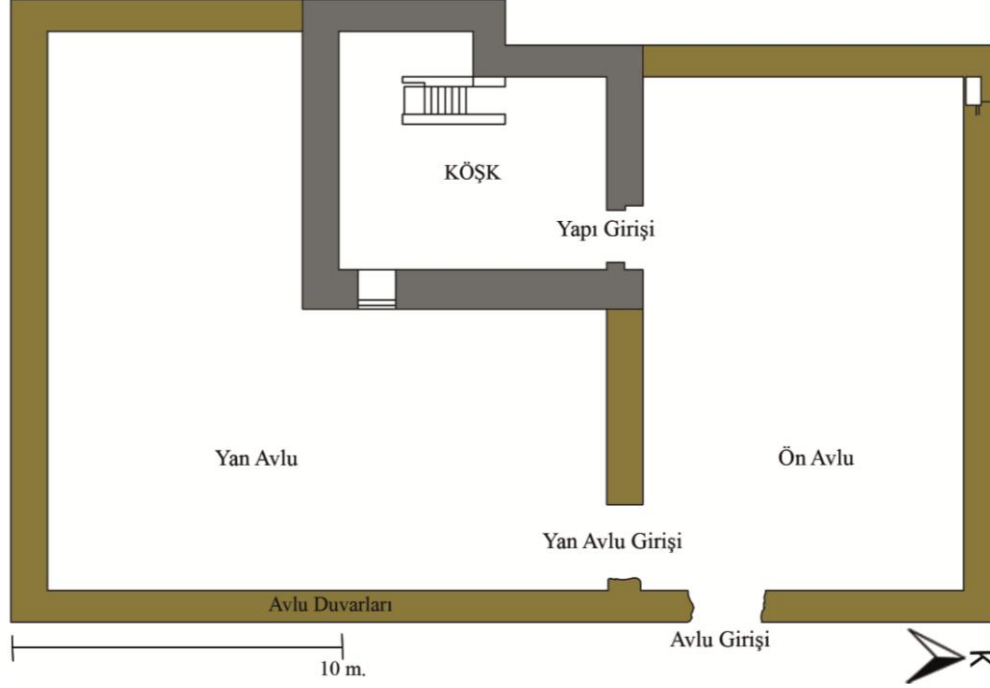 KÖŞK
Yapı Girişi
Yan Avlu
Ön Avlu
Yan Avlu Girişi
Avlu Duvarları
Avlu Girişi
10 m.
K